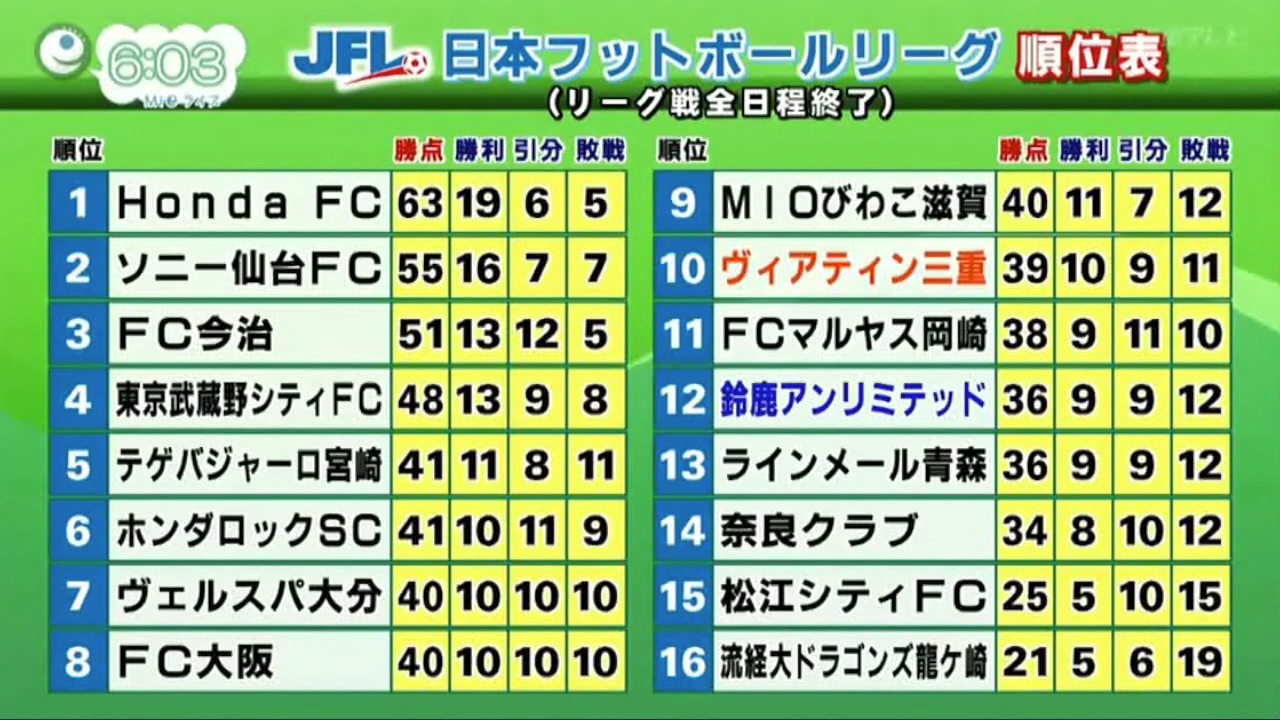 6:03
JFL 日本フットボールリーグ 順位表
(リーグ戦全日程終了)
順位 勝点 勝利 引分 敗戦
1 Honda FC 63 19 6 5
2 ソニー仙台FC 55 16 7 7
3 FC今治 51 13 12 5
4 東京武蔵野シティFC 48 13 9 8
5 テゲバジャーロ宮崎 41 11 8 11
6 ホンダロックSC 41 10 11 9
7 ヴェルスパ大分 40 10 10 10
8 FC大阪 40 10 10 10
順位 勝点 勝利 引分 敗戦
9 MIOびわこ滋賀 40 11 7 12
10 ヴィアティン三重 39 10 9 11
11 FCマルヤス岡崎 38 9 11 10
12 鈴鹿アンリミテッド 36 9 9 12
13 ラインメール青森 36 9 9 12
14 奈良クラブ 34 8 10 12
15 松江シティFC 25 5 10 15
16 流経大ドラゴンズ龍ケ崎 21 5 6 19